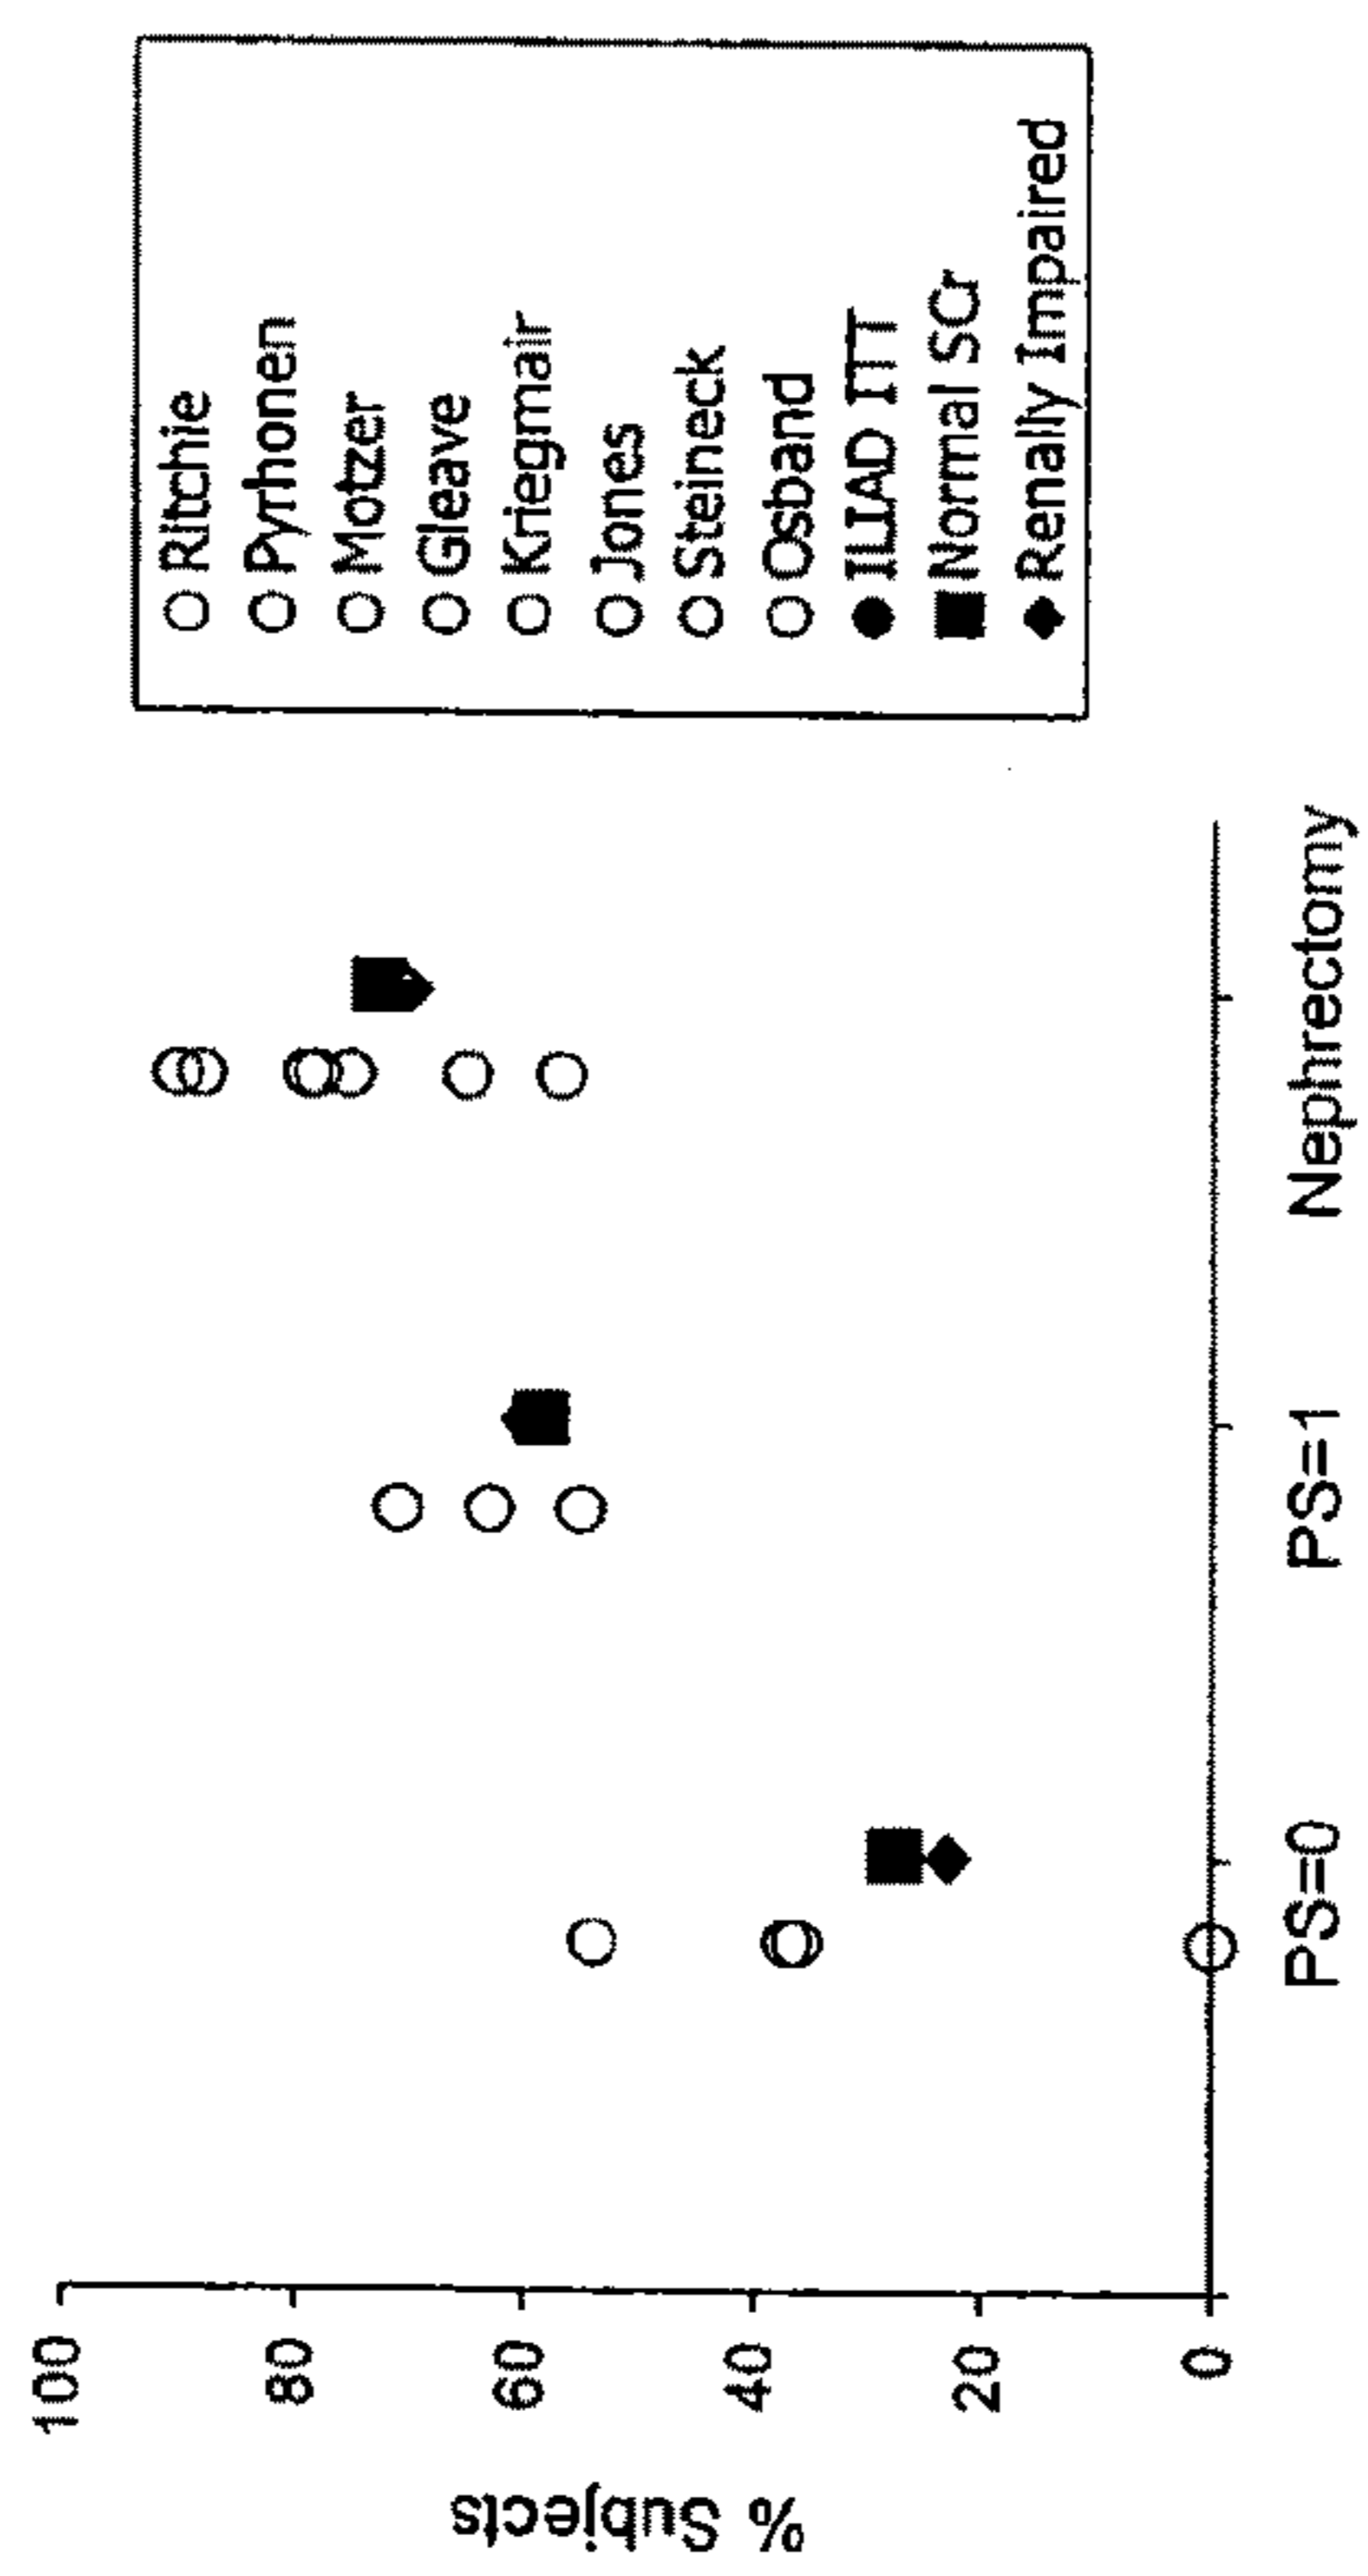 % Subjects
100
80
60
40
20
0
PS=0
PS=1
Nephrectomy
Ritchie
Pyrhonen
Motzer
Gleave
Kriegmair
Jones
Steineck
Osband
ILIAD ITT
Normal SCr
Renally Impaired